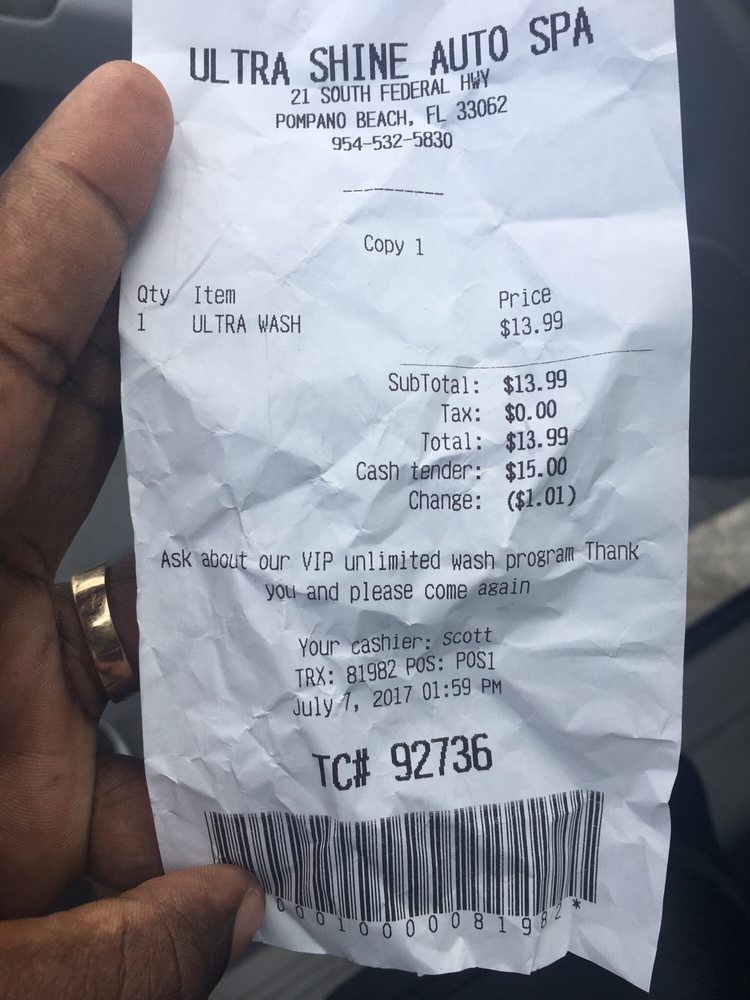 ULTRA SHINE AUTO SPA
21 SOUTH FEDERAL HWY
POMPANO BEACH, FL 33062
954-532-5830
----------
Copy 1
Qty Item Price
1 ULTRA WASH $13.99
SubTotal: $13.99
Tax: $0.00
Total: $13.99
Cash tender: $15.00
Change: ($1.01)
Ask about our VIP unlimited wash program Thank
you and please come again
Your cashier: Scott
TRX: 81982 POS: POS1
July 7, 2017 01:59 PM
TC# 92736
00010000081982*